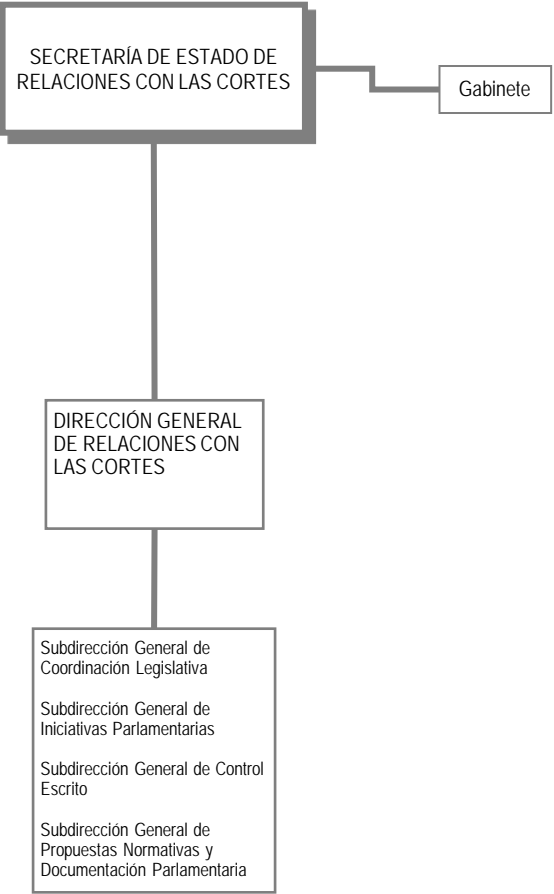 SECRETARÍA DE ESTADO DE
RELACIONES CON LAS CORTES
Gabinete
DIRECCIÓN GENERAL
DE RELACIONES CON
LAS CORTES
Subdirección General de
Coordinación Legislativa
Subdirección General de
Iniciativas Parlamentarias
Subdirección General de Control
Escrito
Subdirección General de
Propuestas Normativas y
Documentación Parlamentaria